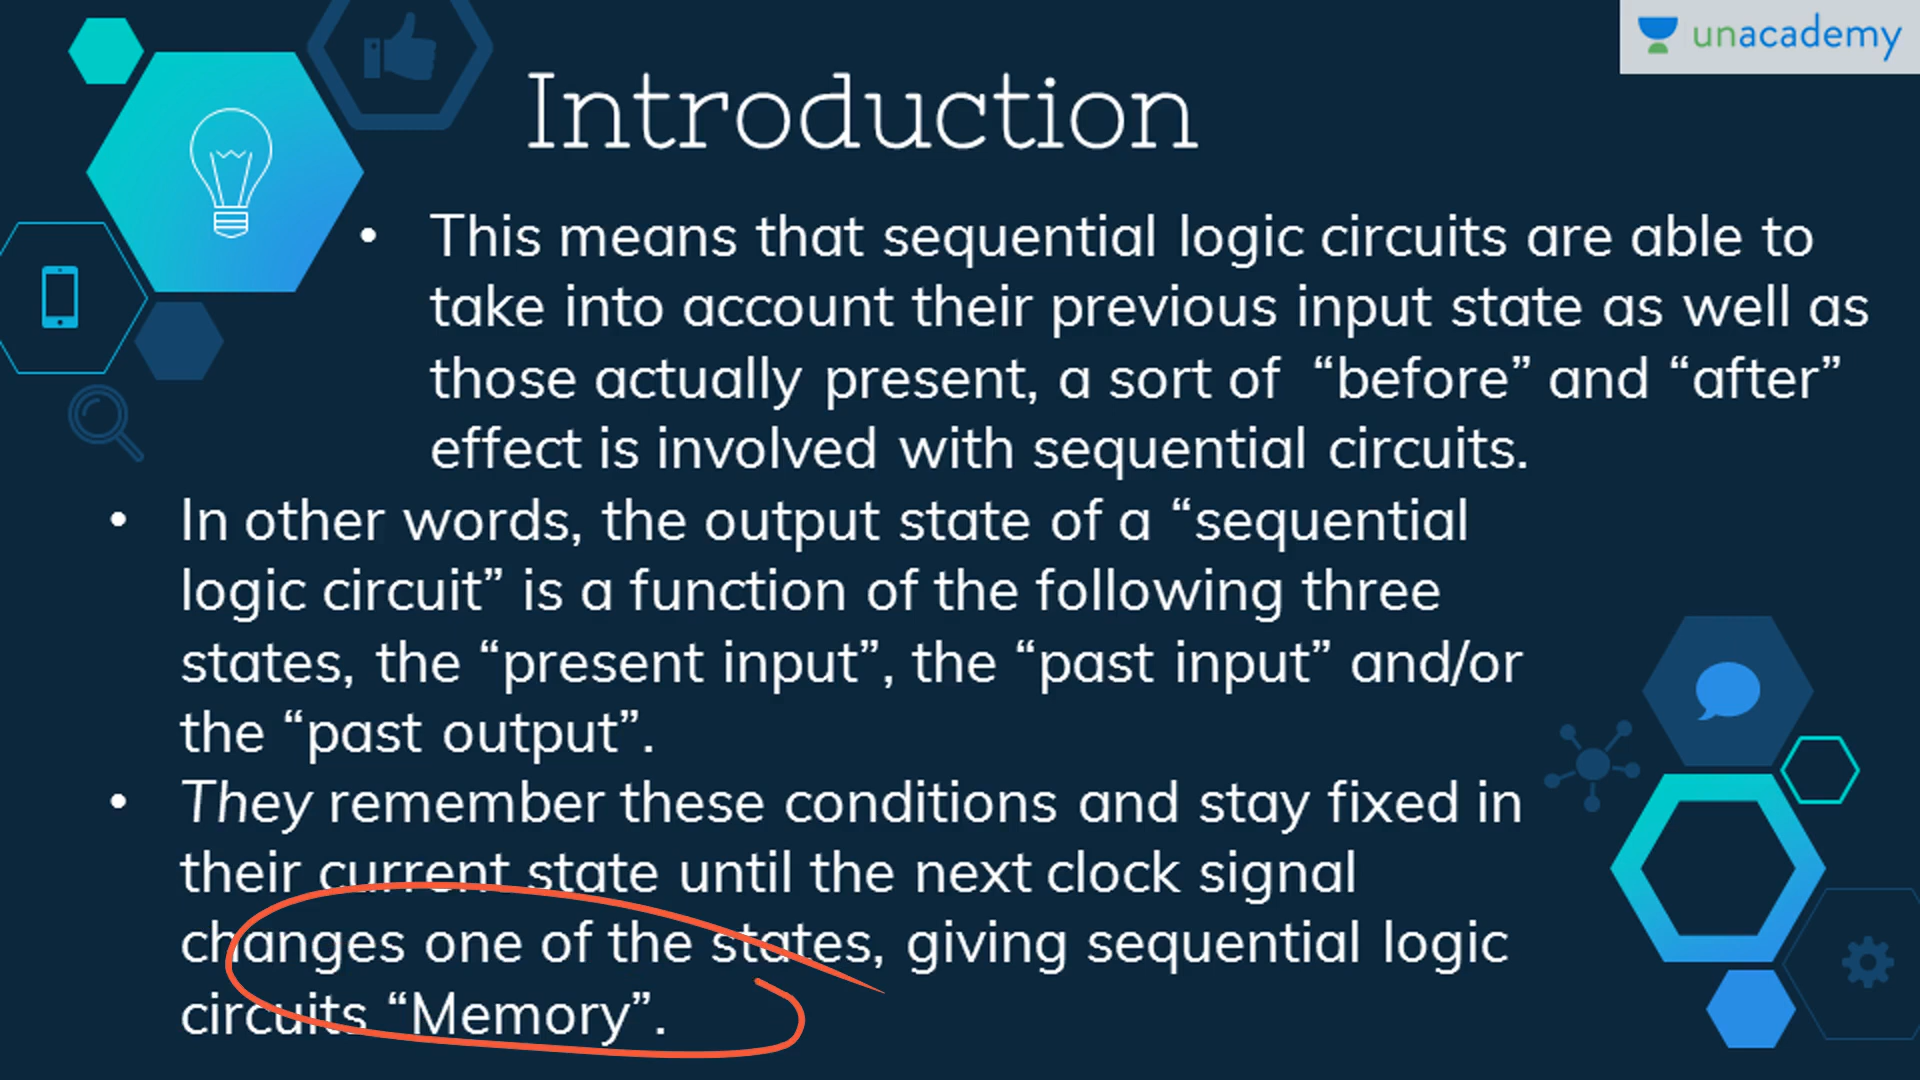 unacademy
Introduction
• This means that sequential logic circuits are able to
take into account their previous input state as well as
those actually present, a sort of “before” and “after”
effect is involved with sequential circuits.
• In other words, the output state of a “sequential
logic circuit” is a function of the following three
states, the “present input”, the “past input” and/or
the “past output”.
• They remember these conditions and stay fixed in
their current state until the next clock signal
changes one of the states, giving sequential logic
circuits “Memory”.